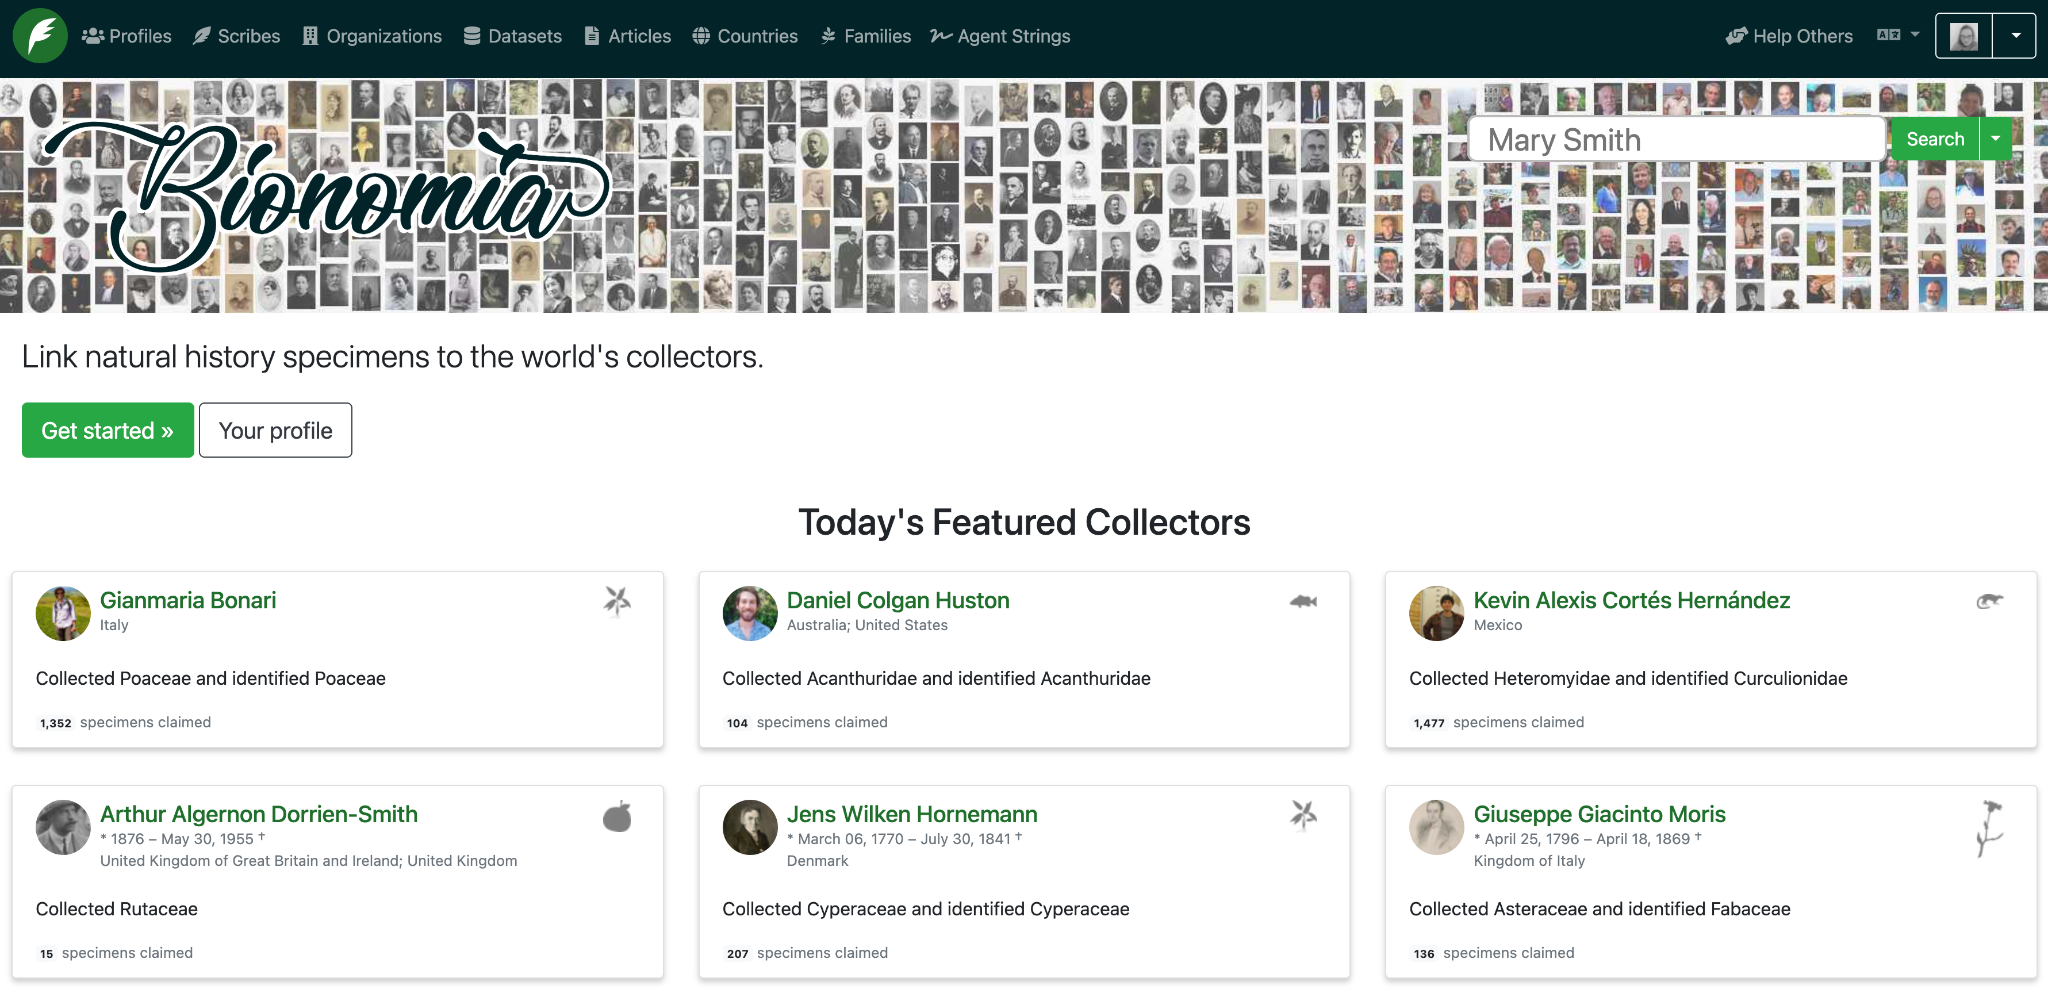 Profiles Scribes Organizations Datasets Articles Countries Families Agent Strings Help Others
Bionomia
Mary Smith Search
Link natural history specimens to the world's collectors.
Get started » Your profile
Today's Featured Collectors
Gianmaria Bonari
Italy
Collected Poaceae and identified Poaceae
1,352 specimens claimed
Daniel Colgan Huston
Australia; United States
Collected Acanthuridae and identified Acanthuridae
104 specimens claimed
Kevin Alexis Cortés Hernández
Mexico
Collected Heteromyidae and identified Curculionidae
1,477 specimens claimed
Arthur Algernon Dorrien-Smith
* 1876 – May 30, 1955 †
United Kingdom of Great Britain and Ireland; United Kingdom
Collected Rutaceae
15 specimens claimed
Jens Wilken Hornemann
* March 06, 1770 – July 30, 1841 †
Denmark
Collected Cyperaceae and identified Cyperaceae
207 specimens claimed
Giuseppe Giacinto Moris
* April 25, 1796 – April 18, 1869 †
Kingdom of Italy
Collected Asteraceae and identified Fabaceae
136 specimens claimed